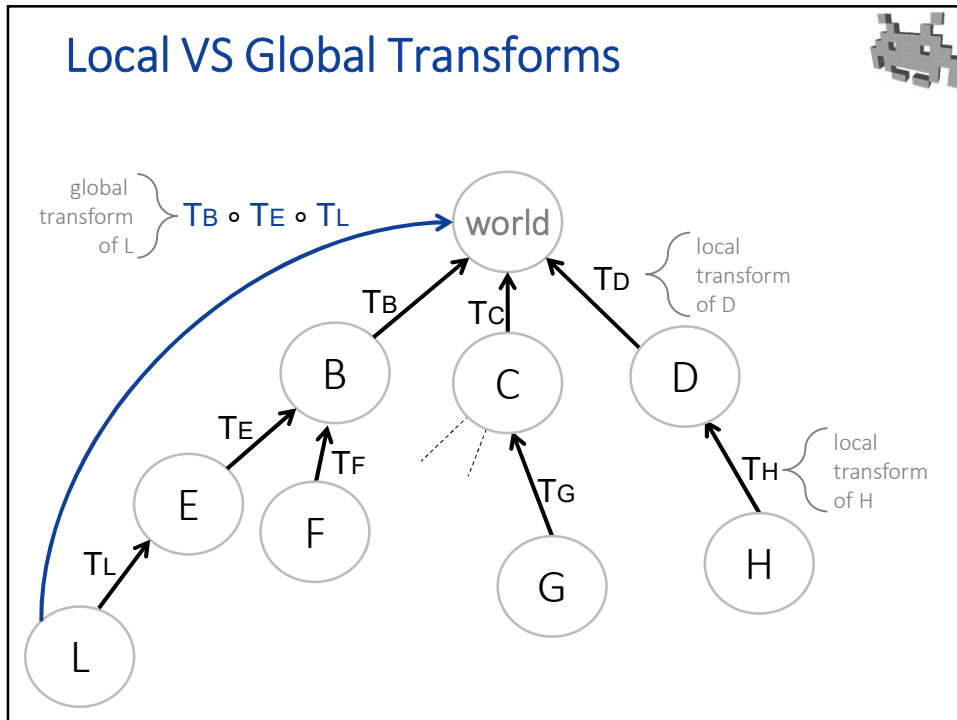 Local VS Global Transforms
global
transform
of L
TB ∘ TE ∘ TL
world
local
transform
of D
TD
TB
TC
B
C
D
TE
TF
local
transform
of H
TH
TG
E
F
TL
G
H
L